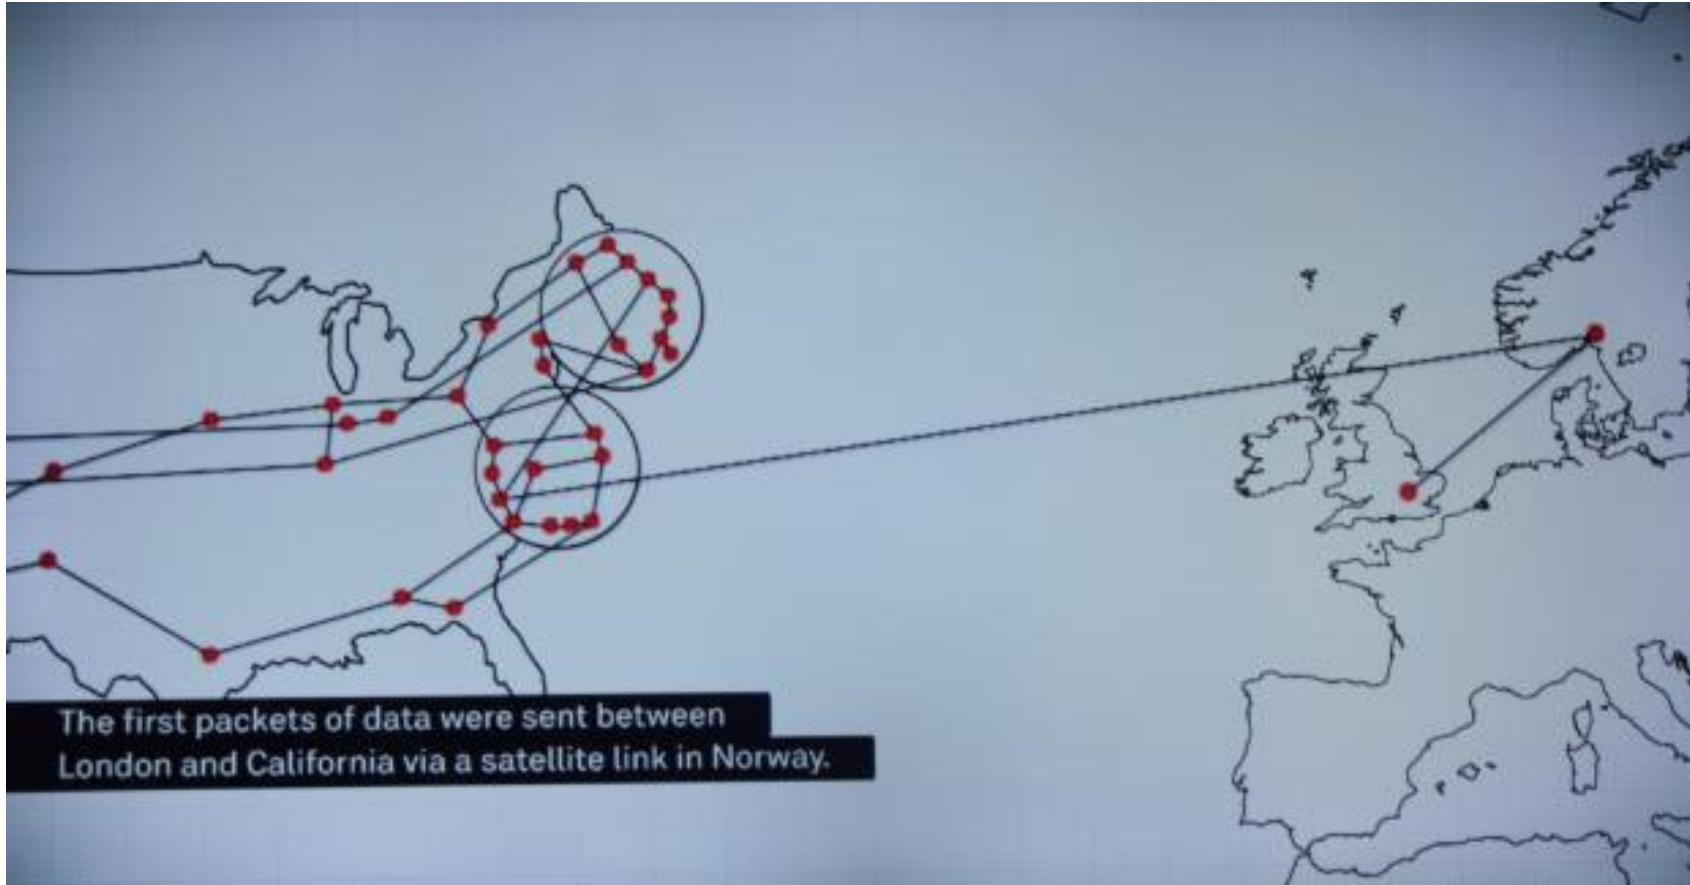 The first packets of data were sent between
London and California via a satellite link in Norway.